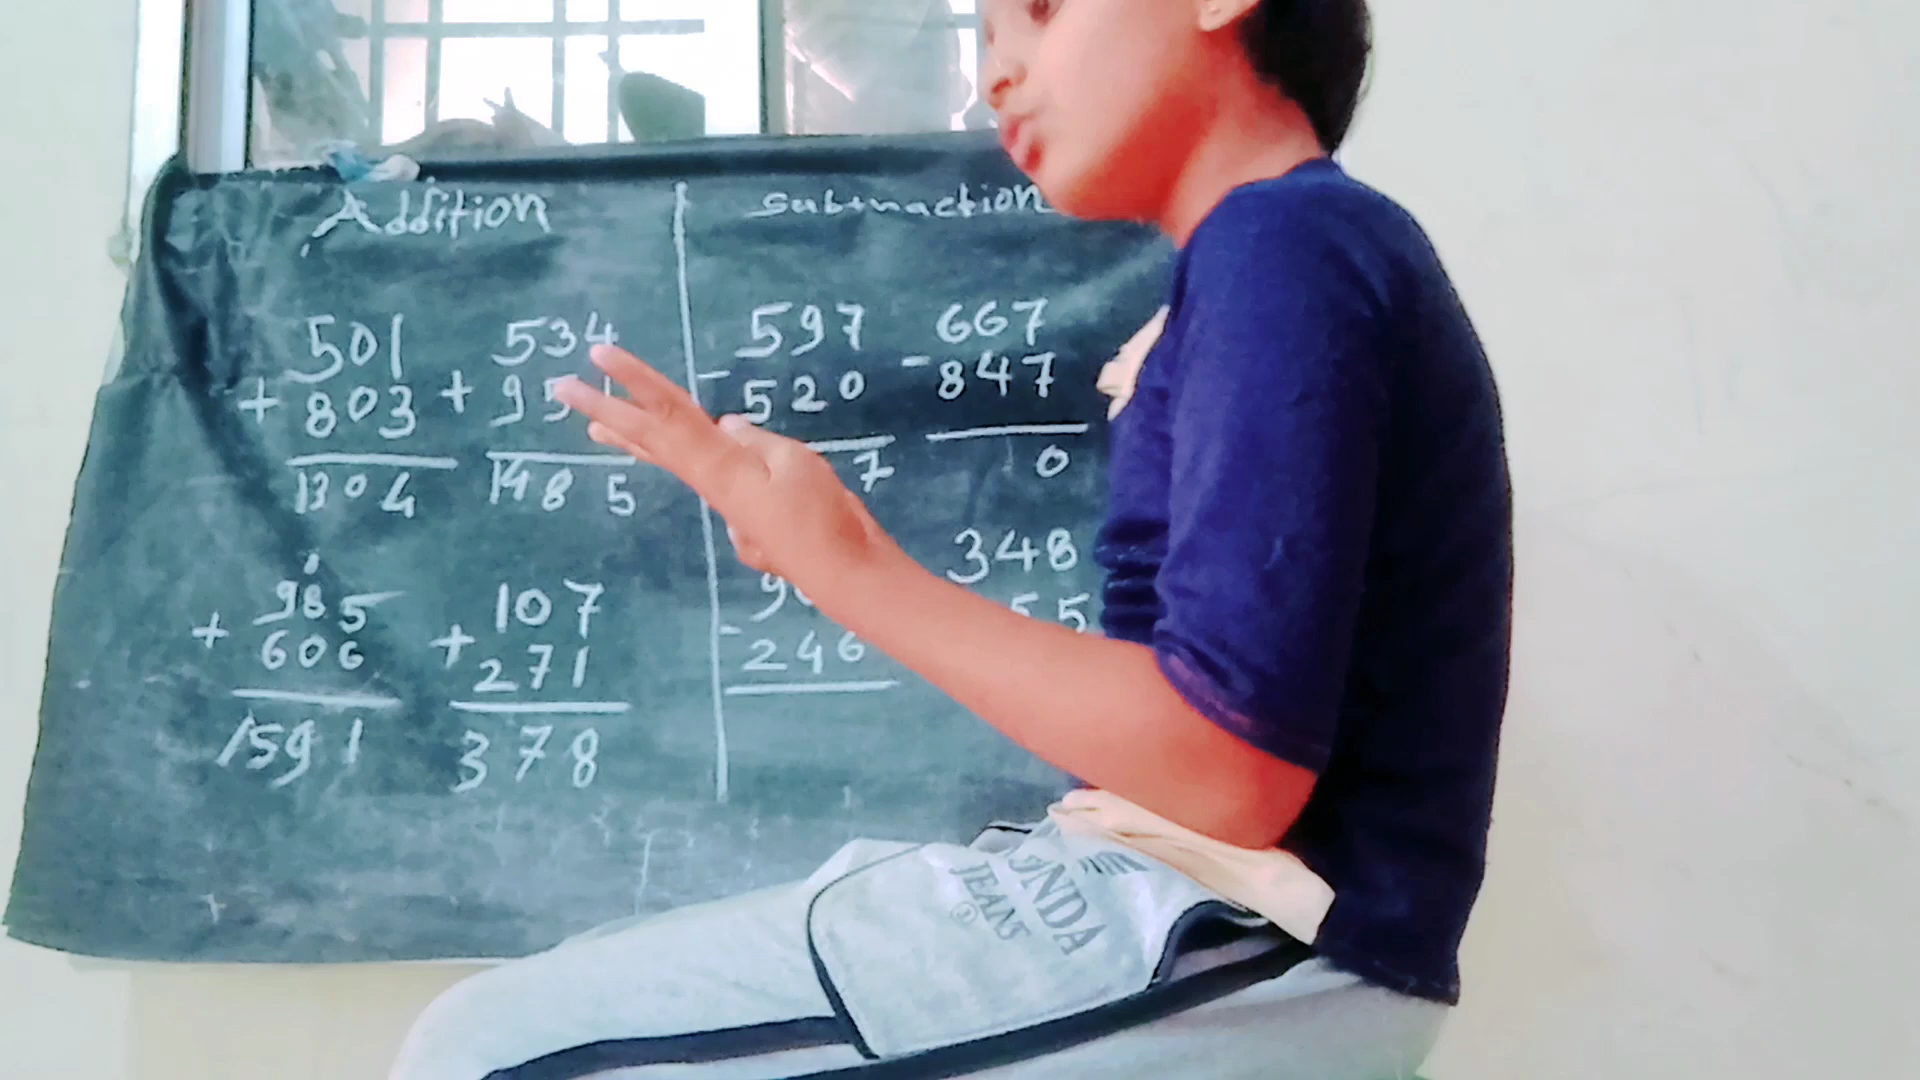 Addition
subtraction
501 534
+ 803 + 951
1304 1485
597 667
- 520 - 847
7 0
985 107
+ 606 + 271
1591 378
348
- 246 55
JEANS